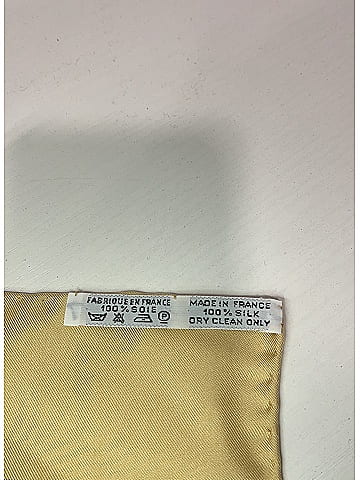 FABRIQUE EN FRANCE
100% SOIE
P
MADE IN FRANCE
100% SILK
DRY CLEAN ONLY